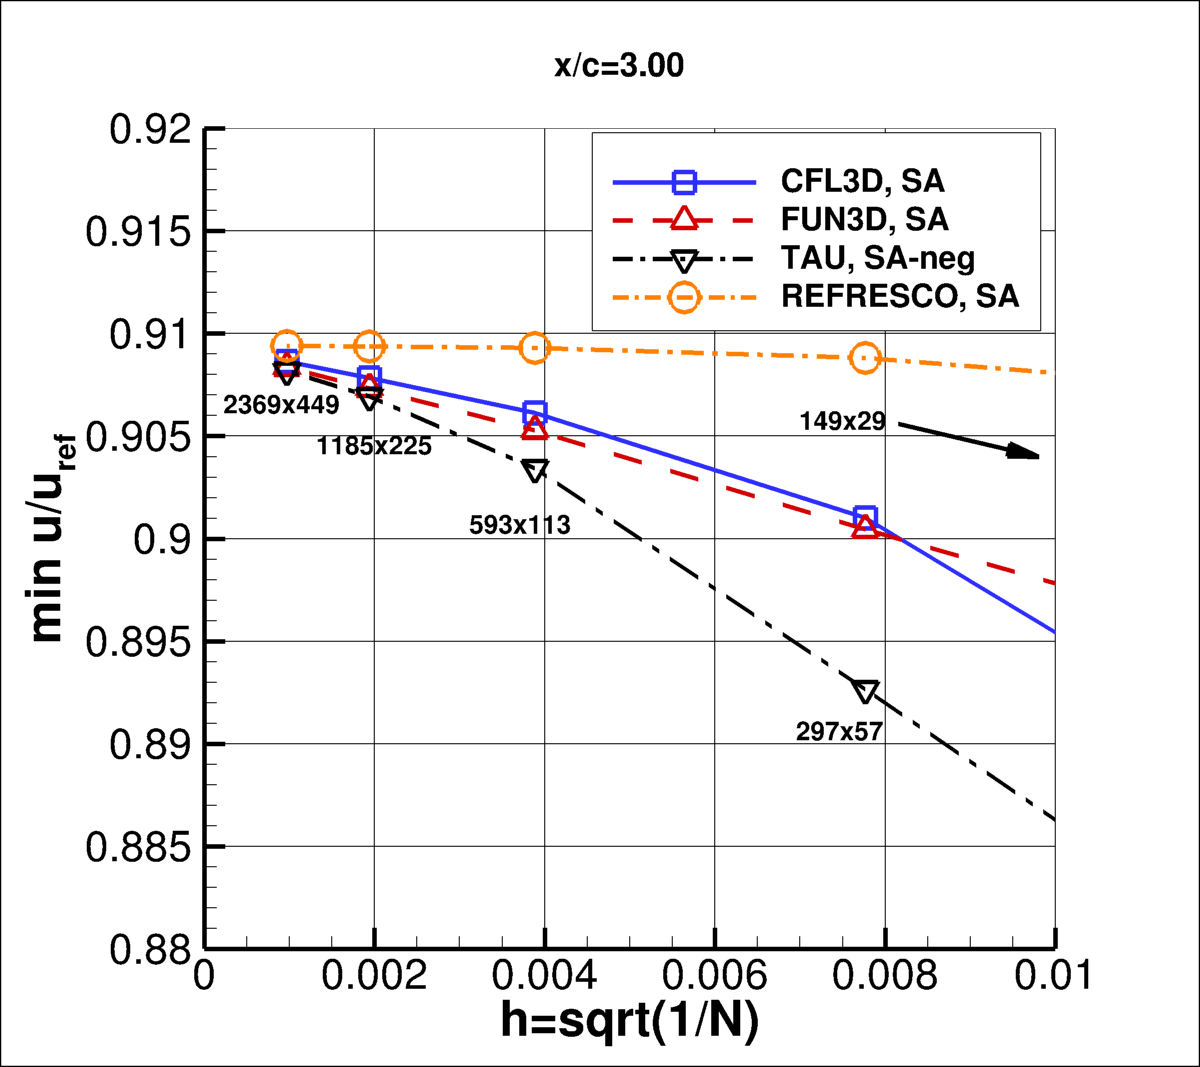 x/c=3.00
0.92
0.915
0.91
0.905
0.9
0.895
0.89
0.885
0.88
min u/uref
CFL3D, SA
FUN3D, SA
TAU, SA-neg
REFRESCO, SA
2369x449
1185x225
593x113
297x57
149x29
0 0.002 0.004 0.006 0.008 0.01
h=sqrt(1/N)